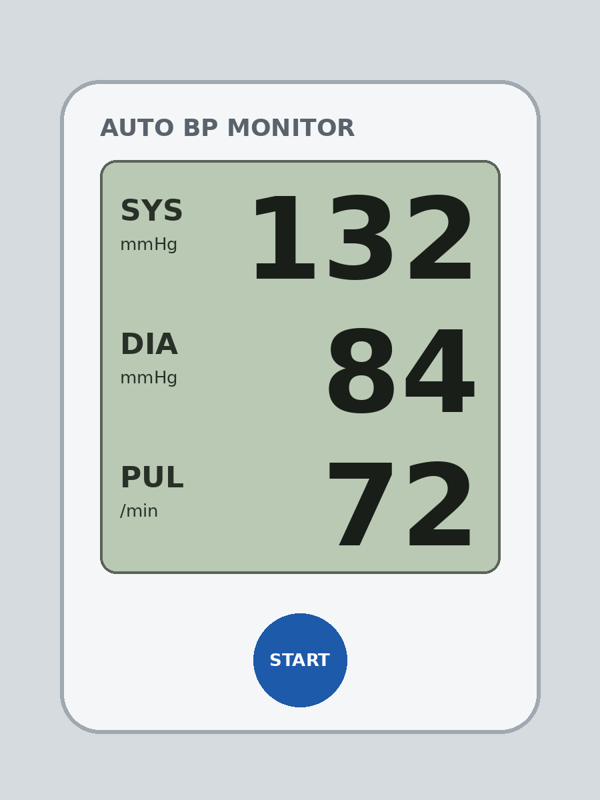 AUTO BP MONITOR
SYS 132
mmHg
DIA 84
mmHg
PUL 72
/min
START